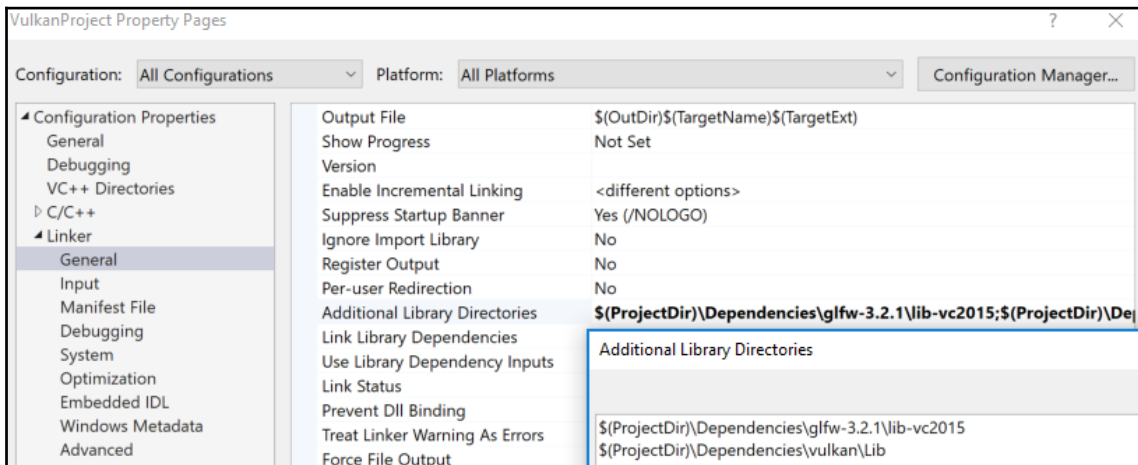 VulkanProject Property Pages ? ×
Configuration: All Configurations Platform: All Platforms Configuration Manager...
Configuration Properties
General
Debugging
VC++ Directories
C/C++
Linker
General
Input
Manifest File
Debugging
System
Optimization
Embedded IDL
Windows Metadata
Advanced
Output File $(OutDir)$(TargetName)$(TargetExt)
Show Progress Not Set
Version
Enable Incremental Linking <different options>
Suppress Startup Banner Yes (/NOLOGO)
Ignore Import Library No
Register Output No
Per-user Redirection No
Additional Library Directories $(ProjectDir)\Dependencies\glfw-3.2.1\lib-vc2015;$(ProjectDir)\De
Link Library Dependencies
Use Library Dependency Inputs
Link Status
Prevent Dll Binding
Treat Linker Warning As Errors
Force File Output
Additional Library Directories
$(ProjectDir)\Dependencies\glfw-3.2.1\lib-vc2015
$(ProjectDir)\Dependencies\vulkan\Lib